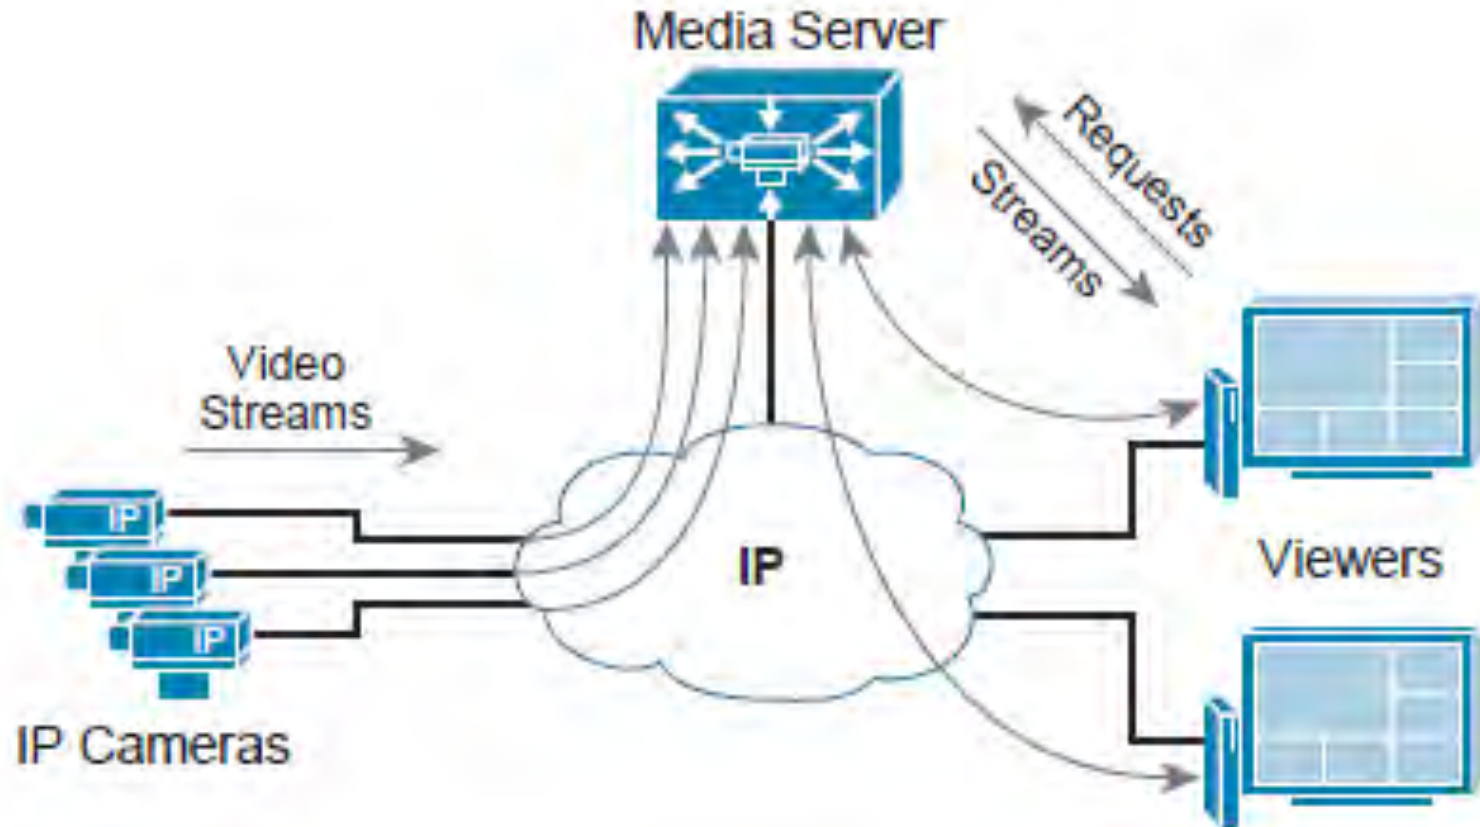 Media Server
Requests
Streams
Video
Streams
IP
IP
IP
IP
Viewers
IP Cameras